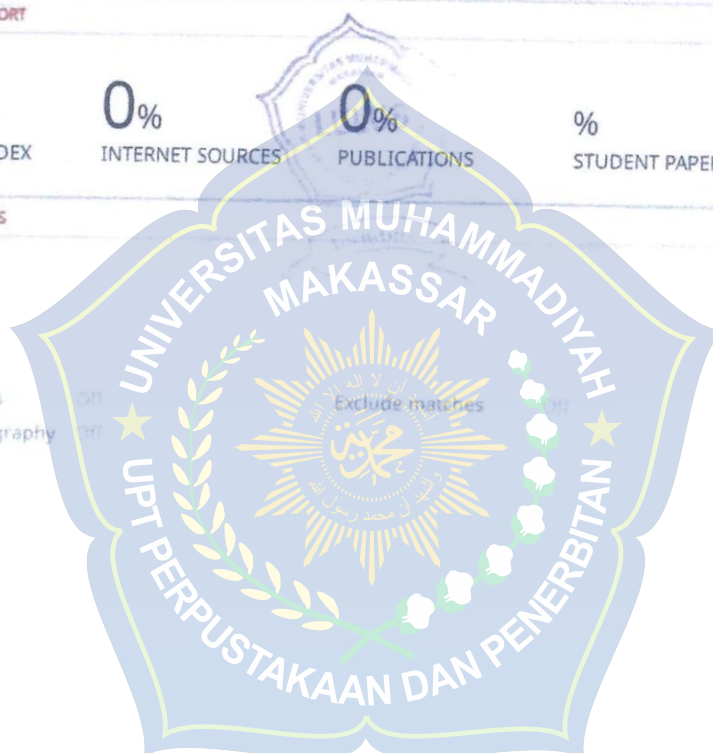 ORT
0%
0%
%
DEX
INTERNET SOURCES
PUBLICATIONS
STUDENT PAPER
S
UNIVERSITAS MUHAMMADIYAH
MAKASSAR
s
Off
Exclude matches
Off
graphy
Off
UPT PERPUSTAKAAN DAN PENERBITAN